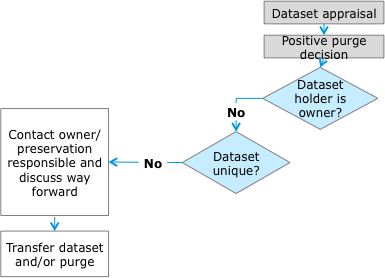 Dataset appraisal
Positive purge
decision
Dataset
holder is
owner?
No
Dataset
unique?
No
Contact owner/
preservation
responsible and
discuss way
forward
Transfer dataset
and/or purge